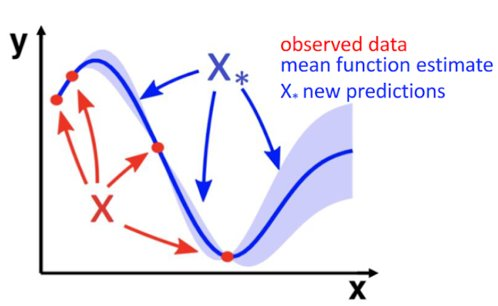 y
X*
observed data
mean function estimate
X* new predictions
X
x